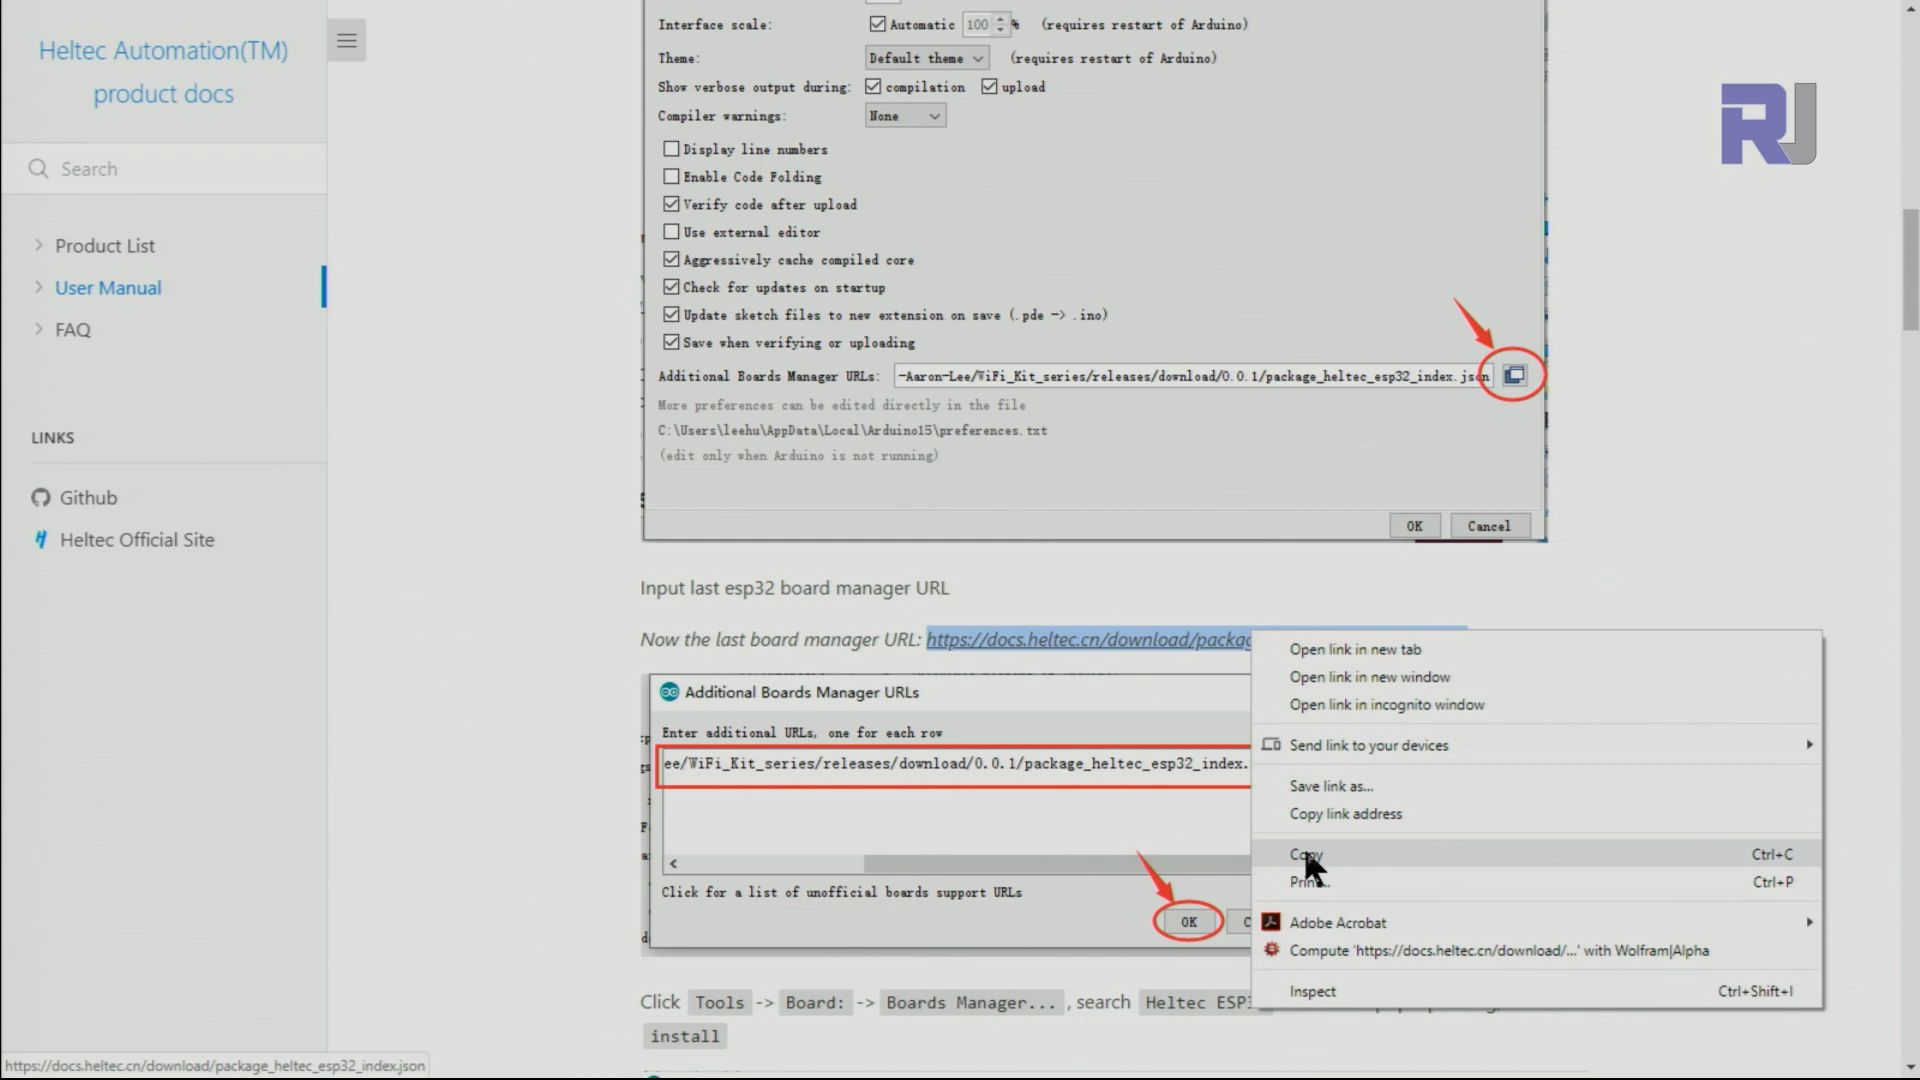 Heltec Automation(TM)
product docs
Search
Product List
User Manual
FAQ
LINKS
Github
Heltec Official Site
Interface scale: Automatic 100 % (requires restart of Arduino)
Theme: Default theme (requires restart of Arduino)
Show verbose output during: compilation upload
Compiler warnings: None
Display line numbers
Enable Code Folding
Verify code after upload
Use external editor
Aggressively cache compiled core
Check for updates on startup
Update sketch files to new extension on save (.pde -> .ino)
Save when verifying or uploading
Additional Boards Manager URLs: -Aaron-Lee/WiFi_Kit_series/releases/download/0.0.1/package_heltec_esp32_index.json
More preferences can be edited directly in the file
C:\Users\leehu\AppData\Local\Arduino15\preferences.txt
(edit only when Arduino is not running)
OK Cancel
RJ
Input last esp32 board manager URL
Now the last board manager URL: https://docs.heltec.cn/download/packag
Additional Boards Manager URLs
Enter additional URLs, one for each row
ee/WiFi_Kit_series/releases/download/0.0.1/package_heltec_esp32_index.
Click for a list of unofficial boards support URLs
OK
Click Tools -> Board: -> Boards Manager... , search Heltec ESP
install
Open link in new tab
Open link in new window
Open link in incognito window
Send link to your devices
Save link as...
Copy link address
Copy Ctrl+C
Print... Ctrl+P
Adobe Acrobat
Compute 'https://docs.heltec.cn/download/...' with Wolfram|Alpha
Inspect Ctrl+Shift+I
https://docs.heltec.cn/download/package_heltec_esp32_index.json